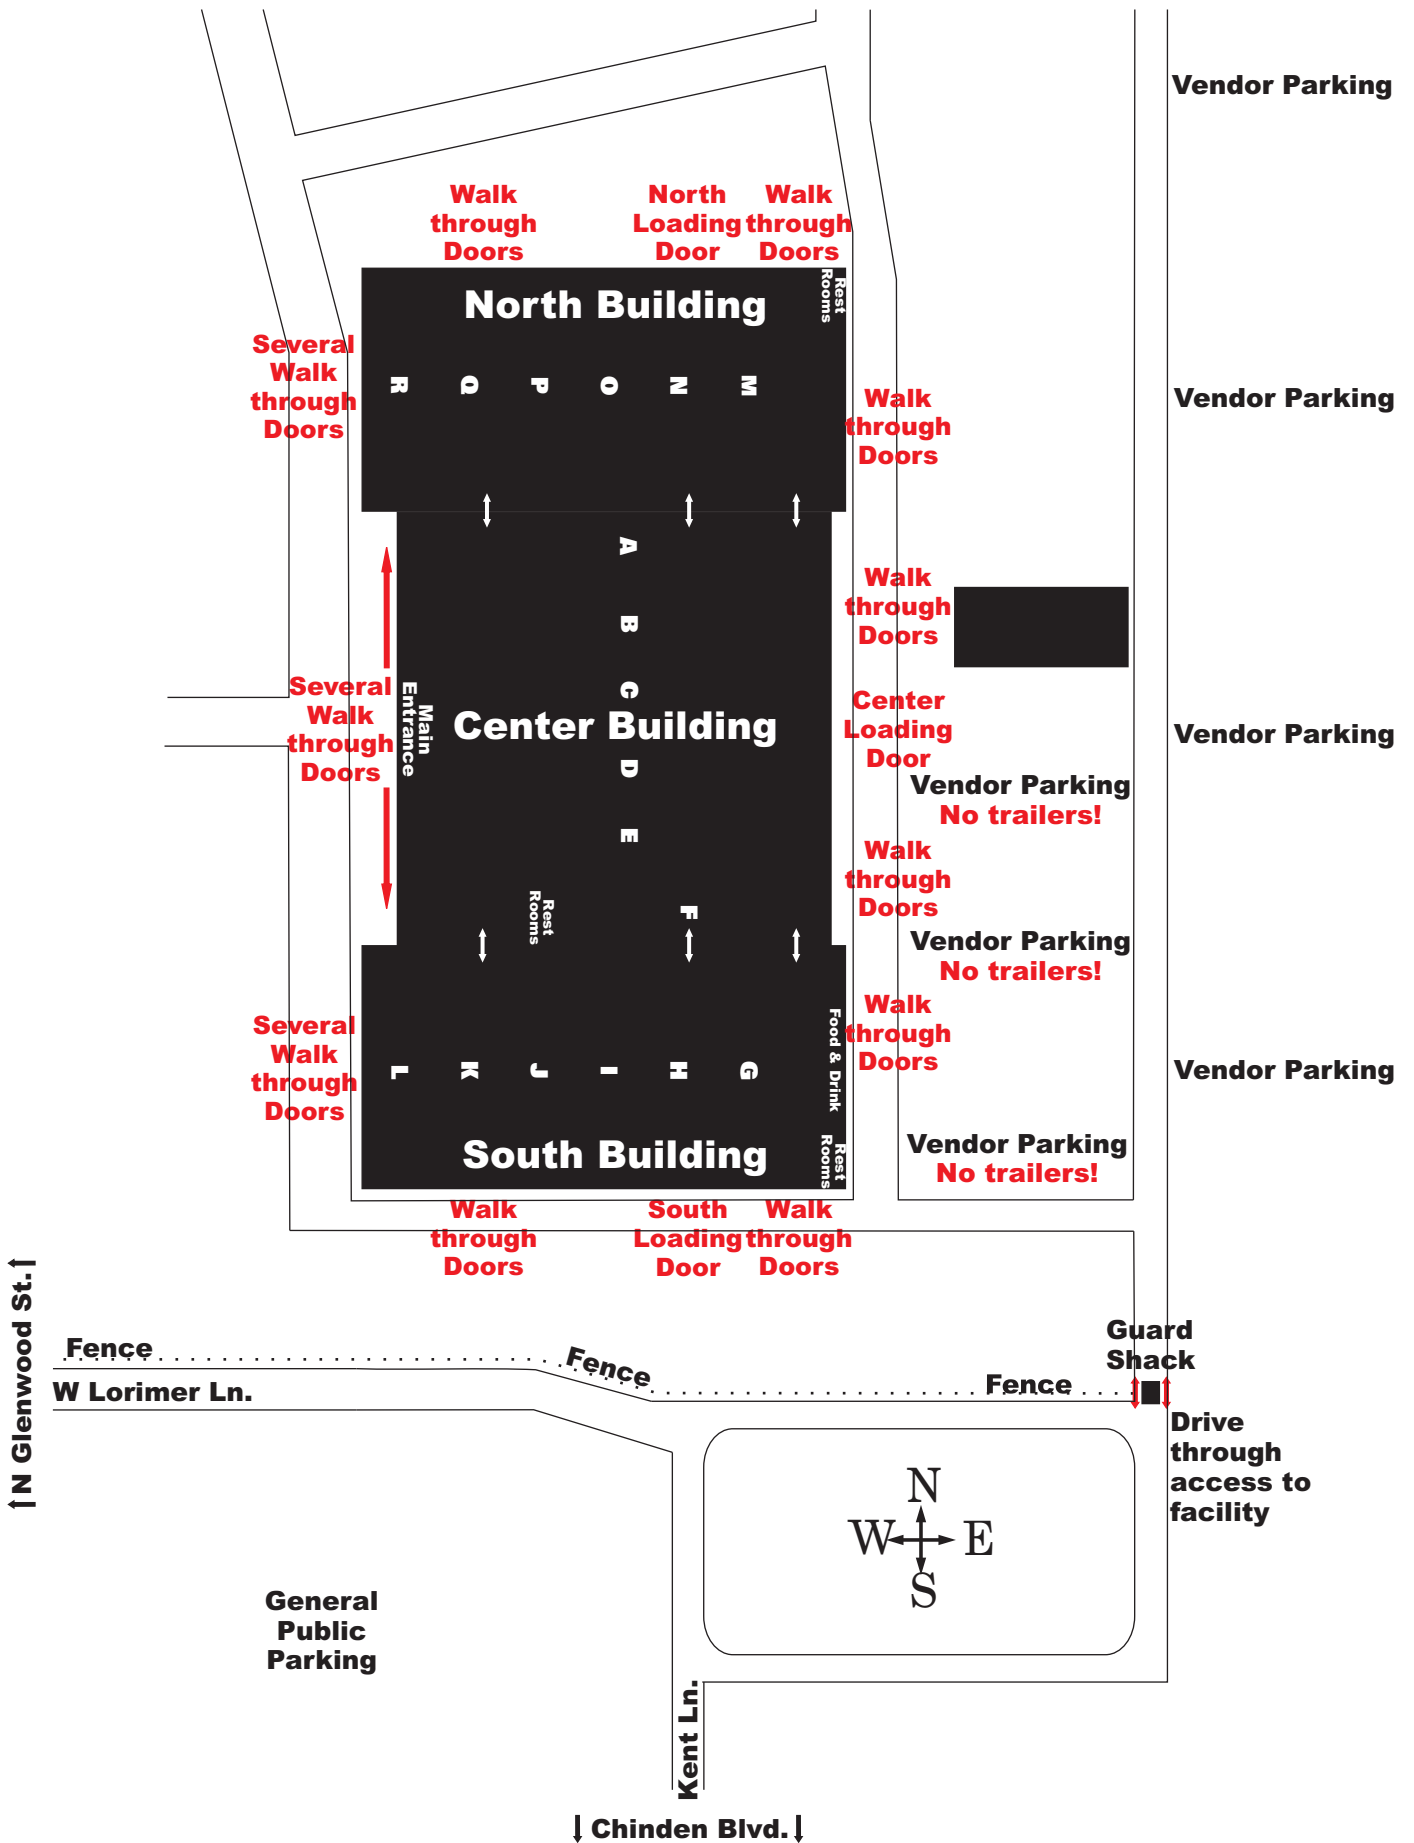 Vendor Parking
Walk
through
Doors
North
Loading
Door
Walk
through
Doors
North Building
Rest
Rooms
Several
Walk
through
Doors
R
Q
P
O
N
M
Walk
through
Doors
Vendor Parking
A
B
C
D
E
F
Walk
through
Doors
Several
Walk
through
Doors
Main
Entrance
Center Building
Center
Loading
Door
Vendor Parking
Vendor Parking
No trailers!
Walk
through
Doors
Rest
Rooms
Vendor Parking
No trailers!
Several
Walk
through
Doors
L
K
J
I
H
G
Food & Drink
Walk
through
Doors
Vendor Parking
South Building
Rest
Rooms
Vendor Parking
No trailers!
Walk
through
Doors
South
Loading
Door
Walk
through
Doors
N Glenwood St.
Fence
Fence
Fence
Guard
Shack
W Lorimer Ln.
Drive
through
access to
facility
N
W E
S
General
Public
Parking
Kent Ln.
Chinden Blvd.